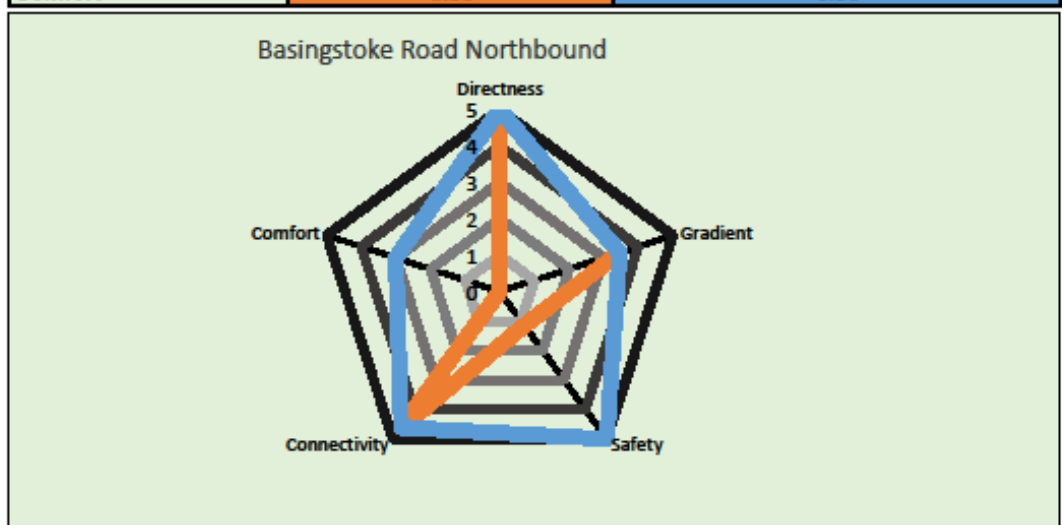 Basingstoke Road Northbound
Directness
5
4
3
2
1
0
Comfort
Gradient
Connectivity
Safety